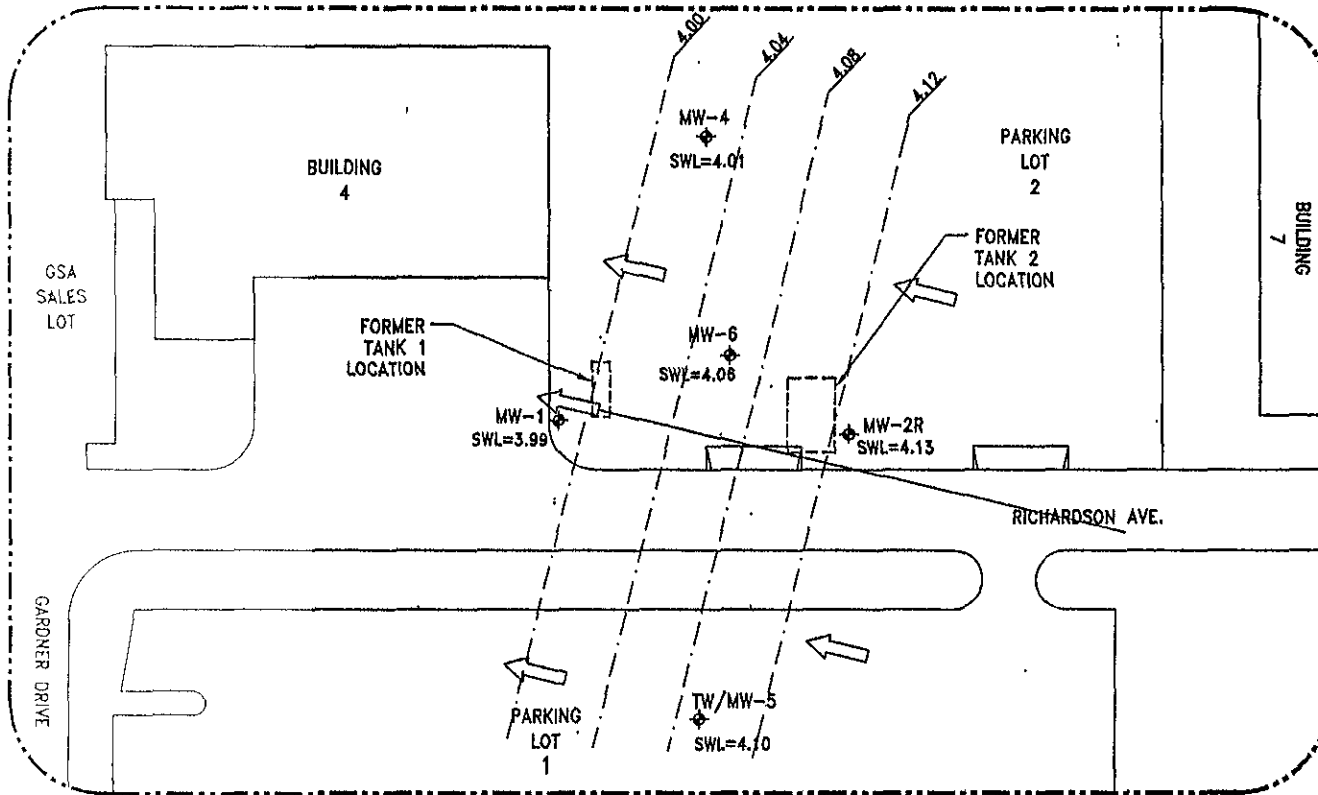 4.00
4.04
4.08
4.12
MW-4
SWL=4.01
PARKING
LOT
2
BUILDING
4
BUILDING
7
GSA
SALES
LOT
FORMER
TANK 2
LOCATION
FORMER
TANK 1
LOCATION
MW-6
SWL=4.06
MW-1
SWL=3.99
MW-2R
SWL=4.13
RICHARDSON AVE.
GARDNER DRIVE
TW/MW-5
SWL=4.10
PARKING
LOT
1